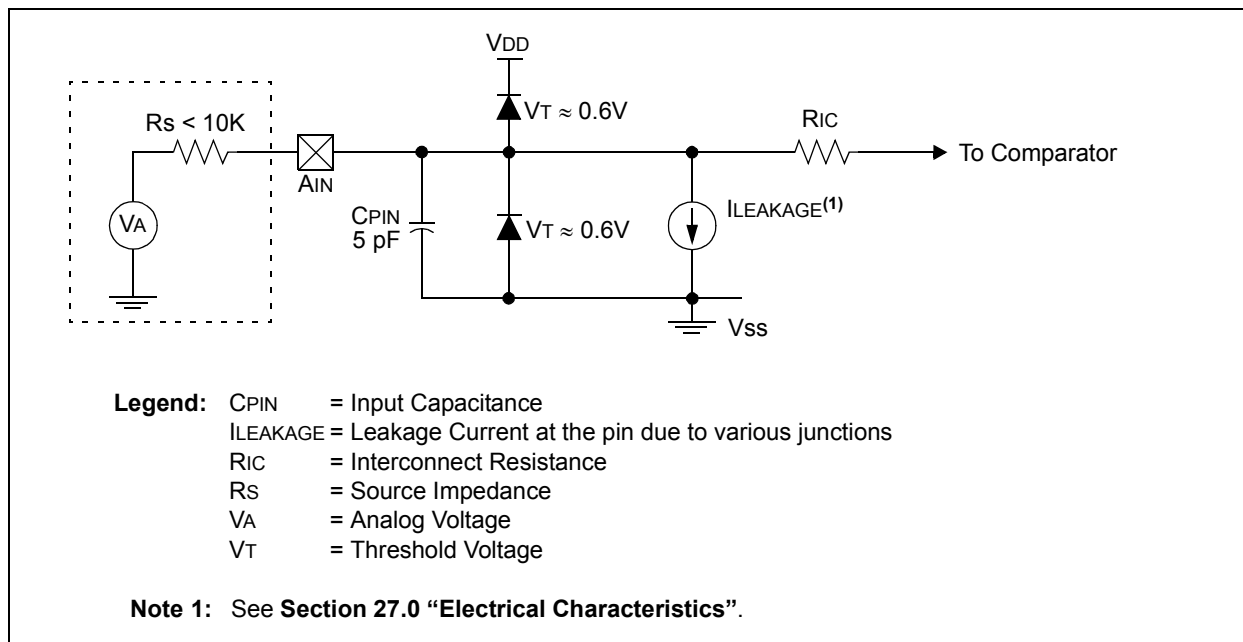 VDD
VT ≈ 0.6V
Rs < 10K
RIC
To Comparator
AIN
CPIN
5 pF
VA
VT ≈ 0.6V
ILEAKAGE(1)
Vss
Legend: CPIN = Input Capacitance
ILEAKAGE = Leakage Current at the pin due to various junctions
RIC = Interconnect Resistance
RS = Source Impedance
VA = Analog Voltage
VT = Threshold Voltage
Note 1: See Section 27.0 “Electrical Characteristics”.